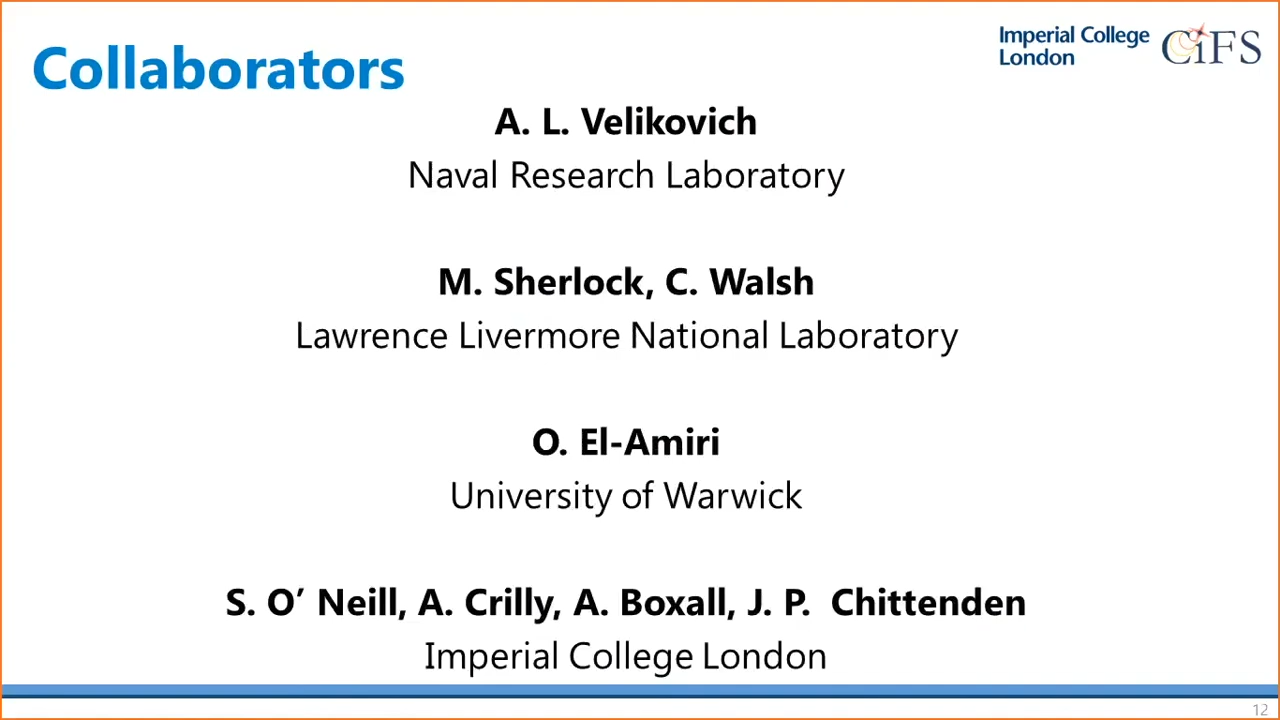 Collaborators
Imperial College
London
CIFS
A. L. Velikovich
Naval Research Laboratory
M. Sherlock, C. Walsh
Lawrence Livermore National Laboratory
O. El-Amiri
University of Warwick
S. O’ Neill, A. Crilly, A. Boxall, J. P. Chittenden
Imperial College London
12